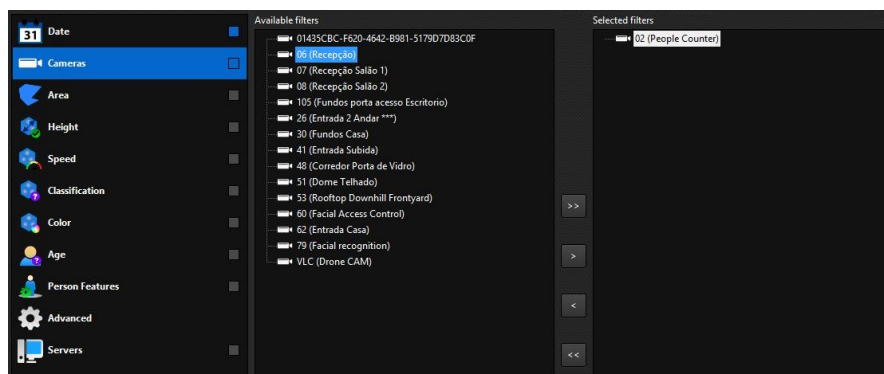 Available filters
Selected filters
31 Date
Cameras
Area
Height
Speed
Classification
Color
Age
Person Features
Advanced
Servers
01435CBC-F620-4642-B981-5179D7D83C0F
06 (Recepção)
07 (Recepção Salão 1)
08 (Recepção Salão 2)
105 (Fundos porta acesso Escritorio)
26 (Entrada 2 Andar ***)
30 (Fundos Casa)
41 (Entrada Subida)
48 (Corredor Porta de Vidro)
51 (Dome Telhado)
53 (Rooftop Downhill Frontyard)
60 (Facial Access Control)
62 (Entrada Casa)
79 (Facial recognition)
VLC (Drone CAM)
>>
>
<
<<
02 (People Counter)